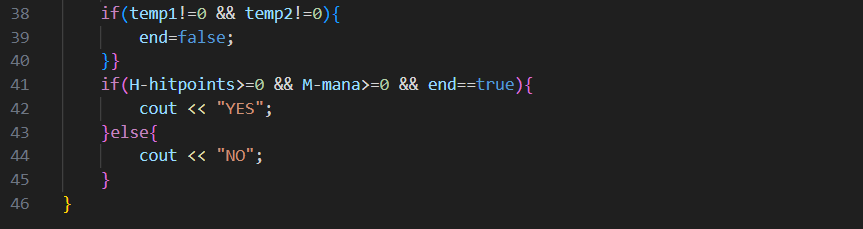 38 if(temp1!=0 && temp2!=0){
39 end=false;
40 }}
41 if(H-hitpoints>=0 && M-mana>=0 && end==true){
42 cout << "YES";
43 }else{
44 cout << "NO";
45 }
46 }